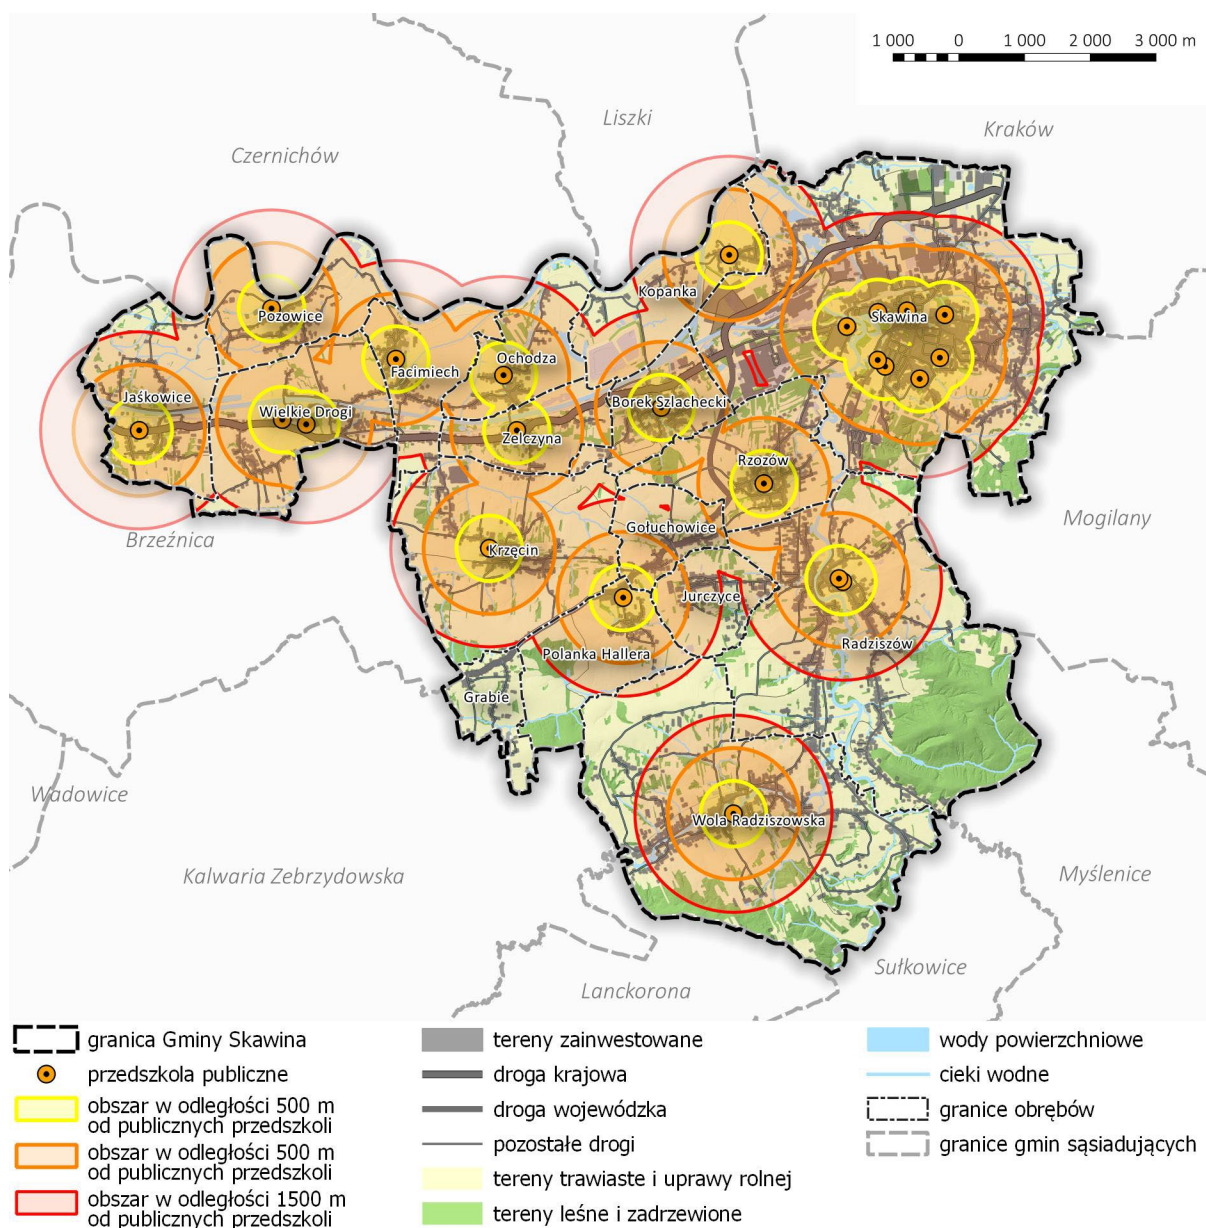 1 000 0 1 000 2 000 3 000 m
Liszki
Kraków
Czernichów
Kopanka
Pozowice
Skawina
Ochodza
Facimiech
Jaśkowice
Wielkie Drogi
Borek Szlachecki
Zelczyna
Rzozów
Mogilany
Gołuchowice
Brzeźnica
Krzęcin
Jurczyce
Radziszów
Polanka Hallera
Grabie
Wadowice
Wola Radziszowska
Kalwaria Zebrzydowska
Myślenice
Sułkowice
Lanckorona
granica Gminy Skawina
przedszkola publiczne
obszar w odległości 500 m
od publicznych przedszkoli
obszar w odległości 500 m
od publicznych przedszkoli
obszar w odległości 1500 m
od publicznych przedszkoli
tereny zainwestowane
droga krajowa
droga wojewódzka
pozostałe drogi
tereny trawiaste i uprawy rolnej
tereny leśne i zadrzewione
wody powierzchniowe
cieki wodne
granice obrębów
granice gmin sąsiadujących